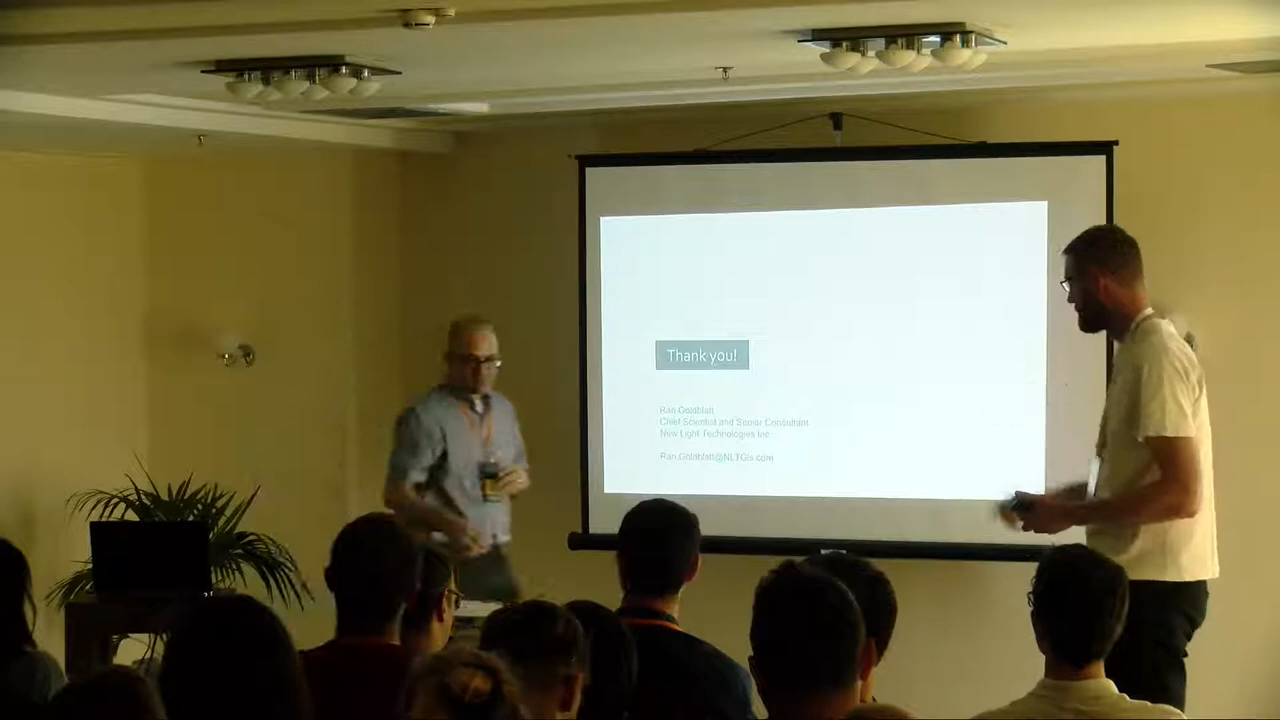 Thank you!
Ran Goldblatt
Chief Scientist and Senior Consultant
New Light Technologies Inc.
Ran.Goldblatt@NLTGis.com